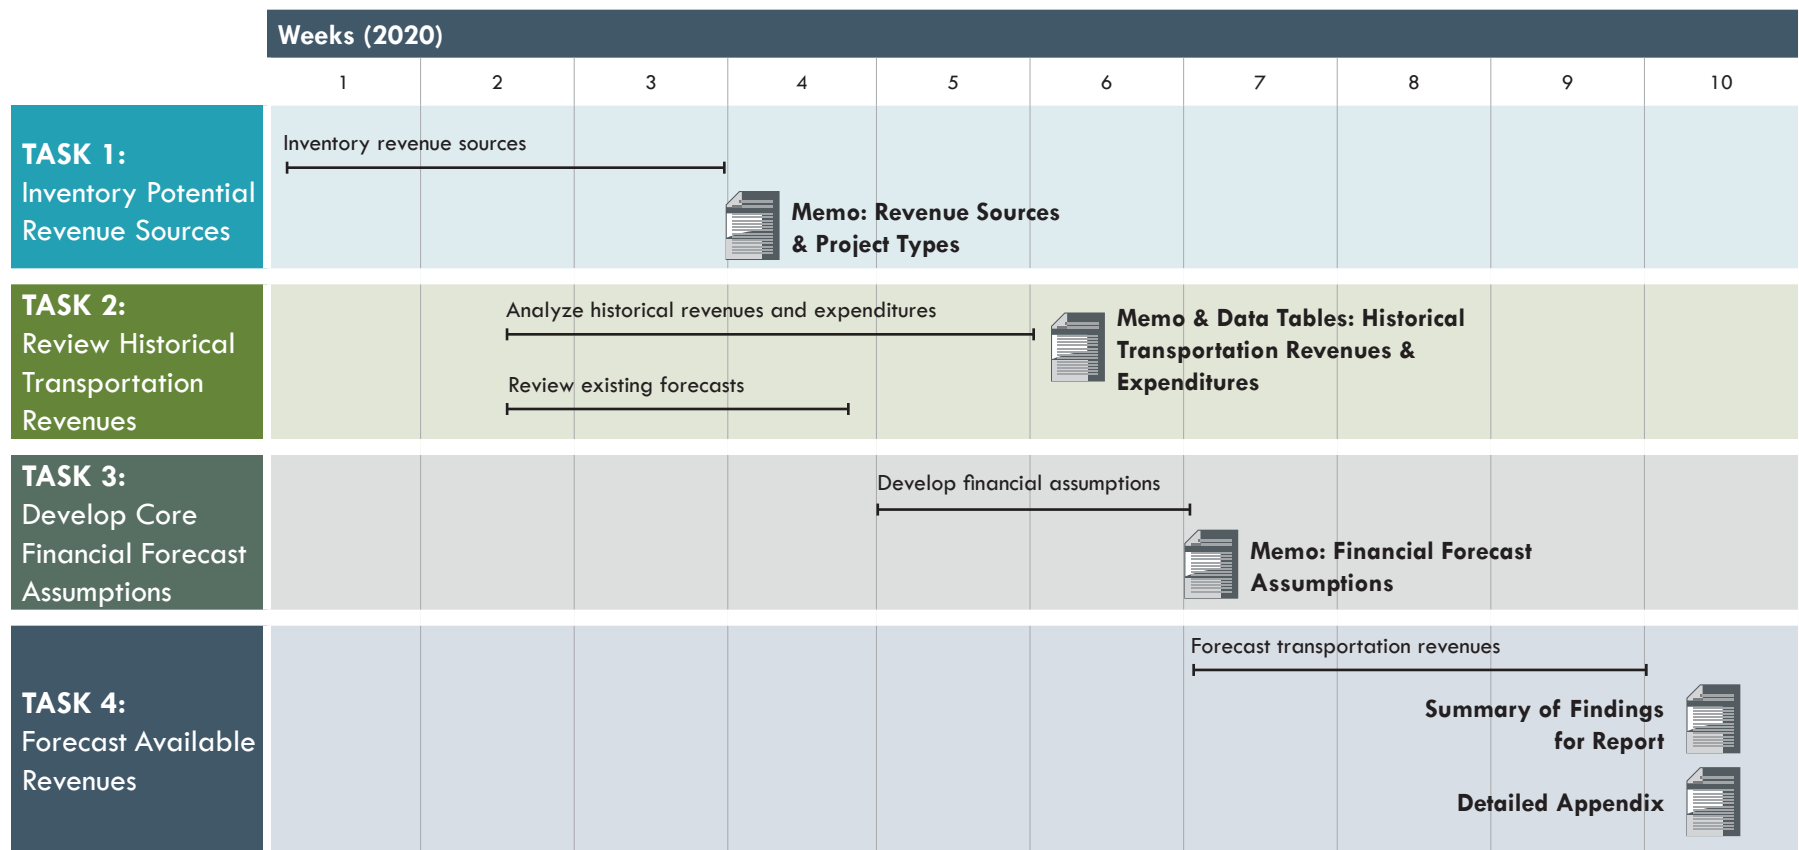 Weeks (2020)
1 2 3 4 5 6 7 8 9 10
TASK 1:
Inventory Potential
Revenue Sources
Inventory revenue sources
Memo: Revenue Sources
& Project Types
TASK 2:
Review Historical
Transportation
Revenues
Analyze historical revenues and expenditures
Review existing forecasts
Memo & Data Tables: Historical
Transportation Revenues &
Expenditures
TASK 3:
Develop Core
Financial Forecast
Assumptions
Develop financial assumptions
Memo: Financial Forecast
Assumptions
TASK 4:
Forecast Available
Revenues
Forecast transportation revenues
Summary of Findings
for Report
Detailed Appendix